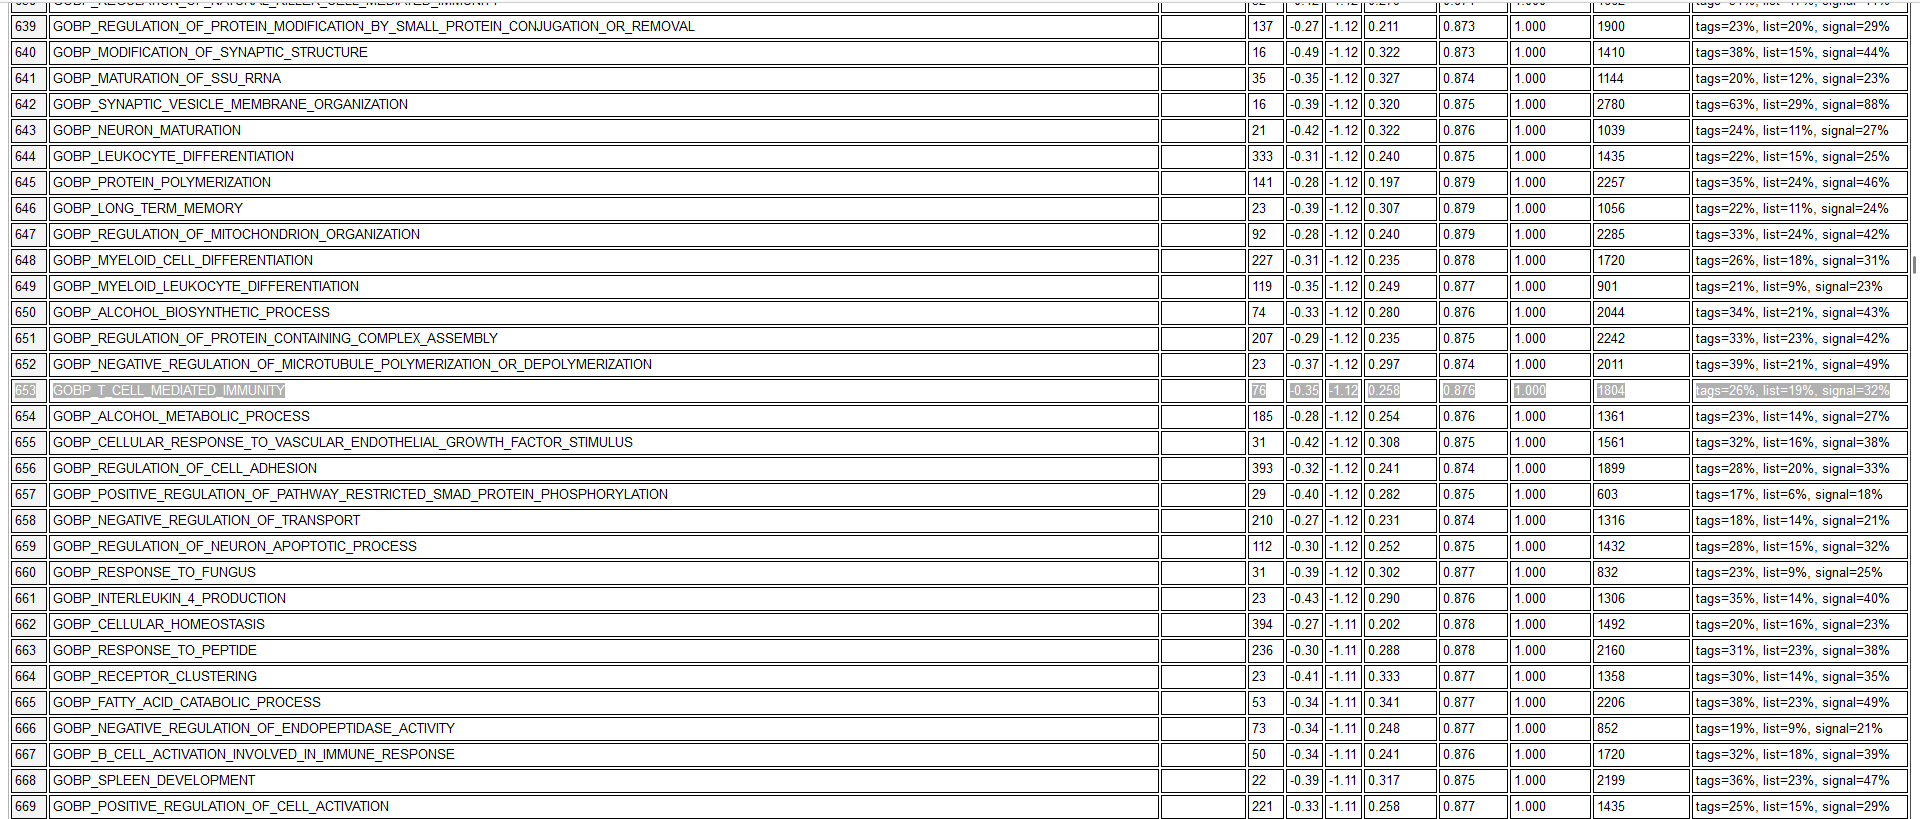 639 GOBP_REGULATION_OF_PROTEIN_MODIFICATION_BY_SMALL_PROTEIN_CONJUGATION_OR_REMOVAL 137 -0.27 -1.12 0.211 0.873 1.000 1900 tags=23%, list=20%, signal=29%
640 GOBP_MODIFICATION_OF_SYNAPTIC_STRUCTURE 16 -0.49 -1.12 0.322 0.873 1.000 1410 tags=38%, list=15%, signal=44%
641 GOBP_MATURATION_OF_SSU_RRNA 35 -0.35 -1.12 0.327 0.874 1.000 1144 tags=20%, list=12%, signal=23%
642 GOBP_SYNAPTIC_VESICLE_MEMBRANE_ORGANIZATION 16 -0.39 -1.12 0.320 0.875 1.000 2780 tags=63%, list=29%, signal=88%
643 GOBP_NEURON_MATURATION 21 -0.42 -1.12 0.322 0.876 1.000 1039 tags=24%, list=11%, signal=27%
644 GOBP_LEUKOCYTE_DIFFERENTIATION 333 -0.31 -1.12 0.240 0.875 1.000 1435 tags=22%, list=15%, signal=25%
645 GOBP_PROTEIN_POLYMERIZATION 141 -0.28 -1.12 0.197 0.879 1.000 2257 tags=35%, list=24%, signal=46%
646 GOBP_LONG_TERM_MEMORY 23 -0.39 -1.12 0.307 0.879 1.000 1056 tags=22%, list=11%, signal=24%
647 GOBP_REGULATION_OF_MITOCHONDRION_ORGANIZATION 92 -0.28 -1.12 0.240 0.879 1.000 2285 tags=33%, list=24%, signal=42%
648 GOBP_MYELOID_CELL_DIFFERENTIATION 227 -0.31 -1.12 0.235 0.878 1.000 1720 tags=26%, list=18%, signal=31%
649 GOBP_MYELOID_LEUKOCYTE_DIFFERENTIATION 119 -0.35 -1.12 0.249 0.877 1.000 901 tags=21%, list=9%, signal=23%
650 GOBP_ALCOHOL_BIOSYNTHETIC_PROCESS 74 -0.33 -1.12 0.280 0.876 1.000 2044 tags=34%, list=21%, signal=43%
651 GOBP_REGULATION_OF_PROTEIN_CONTAINING_COMPLEX_ASSEMBLY 207 -0.29 -1.12 0.235 0.875 1.000 2242 tags=33%, list=23%, signal=42%
652 GOBP_NEGATIVE_REGULATION_OF_MICROTUBULE_POLYMERIZATION_OR_DEPOLYMERIZATION 23 -0.37 -1.12 0.297 0.874 1.000 2011 tags=39%, list=21%, signal=49%
653 GOBP_T_CELL_MEDIATED_IMMUNITY 76 -0.35 -1.12 0.258 0.876 1.000 1804 tags=26%, list=19%, signal=32%
654 GOBP_ALCOHOL_METABOLIC_PROCESS 185 -0.28 -1.12 0.254 0.876 1.000 1361 tags=23%, list=14%, signal=27%
655 GOBP_CELLULAR_RESPONSE_TO_VASCULAR_ENDOTHELIAL_GROWTH_FACTOR_STIMULUS 31 -0.42 -1.12 0.308 0.875 1.000 1561 tags=32%, list=16%, signal=38%
656 GOBP_REGULATION_OF_CELL_ADHESION 393 -0.32 -1.12 0.241 0.874 1.000 1899 tags=28%, list=20%, signal=33%
657 GOBP_POSITIVE_REGULATION_OF_PATHWAY_RESTRICTED_SMAD_PROTEIN_PHOSPHORYLATION 29 -0.40 -1.12 0.282 0.875 1.000 603 tags=17%, list=6%, signal=18%
658 GOBP_NEGATIVE_REGULATION_OF_TRANSPORT 210 -0.27 -1.12 0.231 0.874 1.000 1316 tags=18%, list=14%, signal=21%
659 GOBP_REGULATION_OF_NEURON_APOPTOTIC_PROCESS 112 -0.30 -1.12 0.252 0.875 1.000 1432 tags=28%, list=15%, signal=32%
660 GOBP_RESPONSE_TO_FUNGUS 31 -0.39 -1.12 0.302 0.877 1.000 832 tags=23%, list=9%, signal=25%
661 GOBP_INTERLEUKIN_4_PRODUCTION 23 -0.43 -1.12 0.290 0.876 1.000 1306 tags=35%, list=14%, signal=40%
662 GOBP_CELLULAR_HOMEOSTASIS 394 -0.27 -1.11 0.202 0.878 1.000 1492 tags=20%, list=16%, signal=23%
663 GOBP_RESPONSE_TO_PEPTIDE 236 -0.30 -1.11 0.288 0.878 1.000 2160 tags=31%, list=23%, signal=38%
664 GOBP_RECEPTOR_CLUSTERING 23 -0.41 -1.11 0.333 0.877 1.000 1358 tags=30%, list=14%, signal=35%
665 GOBP_FATTY_ACID_CATABOLIC_PROCESS 53 -0.34 -1.11 0.341 0.877 1.000 2206 tags=38%, list=23%, signal=49%
666 GOBP_NEGATIVE_REGULATION_OF_ENDOPEPTIDASE_ACTIVITY 73 -0.34 -1.11 0.248 0.877 1.000 852 tags=19%, list=9%, signal=21%
667 GOBP_B_CELL_ACTIVATION_INVOLVED_IN_IMMUNE_RESPONSE 50 -0.34 -1.11 0.241 0.876 1.000 1720 tags=32%, list=18%, signal=39%
668 GOBP_SPLEEN_DEVELOPMENT 22 -0.39 -1.11 0.317 0.875 1.000 2199 tags=36%, list=23%, signal=47%
669 GOBP_POSITIVE_REGULATION_OF_CELL_ACTIVATION 221 -0.33 -1.11 0.258 0.877 1.000 1435 tags=25%, list=15%, signal=29%